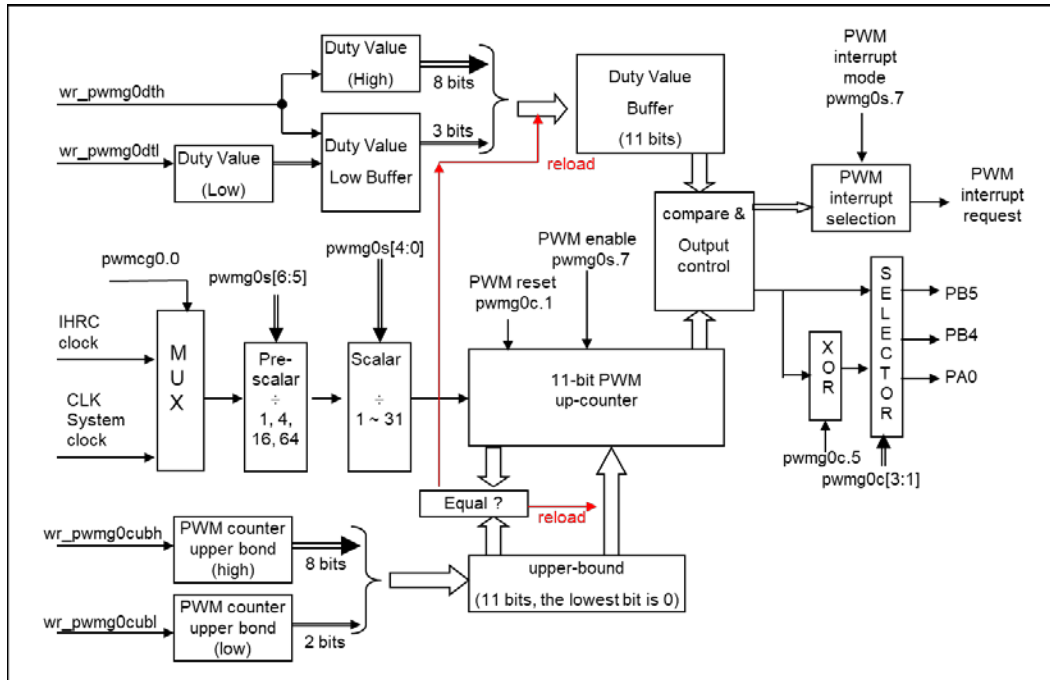 wr_pwmg0dth
wr_pwmg0dtl
Duty Value
(High)
8 bits
Duty Value
(Low)
Duty Value
Low Buffer
3 bits
reload
Duty Value
Buffer
(11 bits)
PWM
interrupt
mode
pwmg0s.7
PWM
interrupt
selection
PWM
interrupt
request
compare &
Output
control
pwmcg0.0
IHRC
clock
CLK
System
clock
MUX
pwmg0s[6:5]
Pre-
scalar
÷
1, 4,
16, 64
pwmg0s[4:0]
Scalar
÷
1 ~ 31
PWM reset
pwmg0c.1
PWM enable
pwmg0s.7
11-bit PWM
up-counter
XOR
pwmg0c.5
SELECTOR
pwmg0c[3:1]
PB5
PB4
PA0
Equal ?
reload
wr_pwmg0cubh
PWM counter
upper bond
(high)
8 bits
wr_pwmg0cubl
PWM counter
upper bond
(low)
2 bits
upper-bound
(11 bits, the lowest bit is 0)